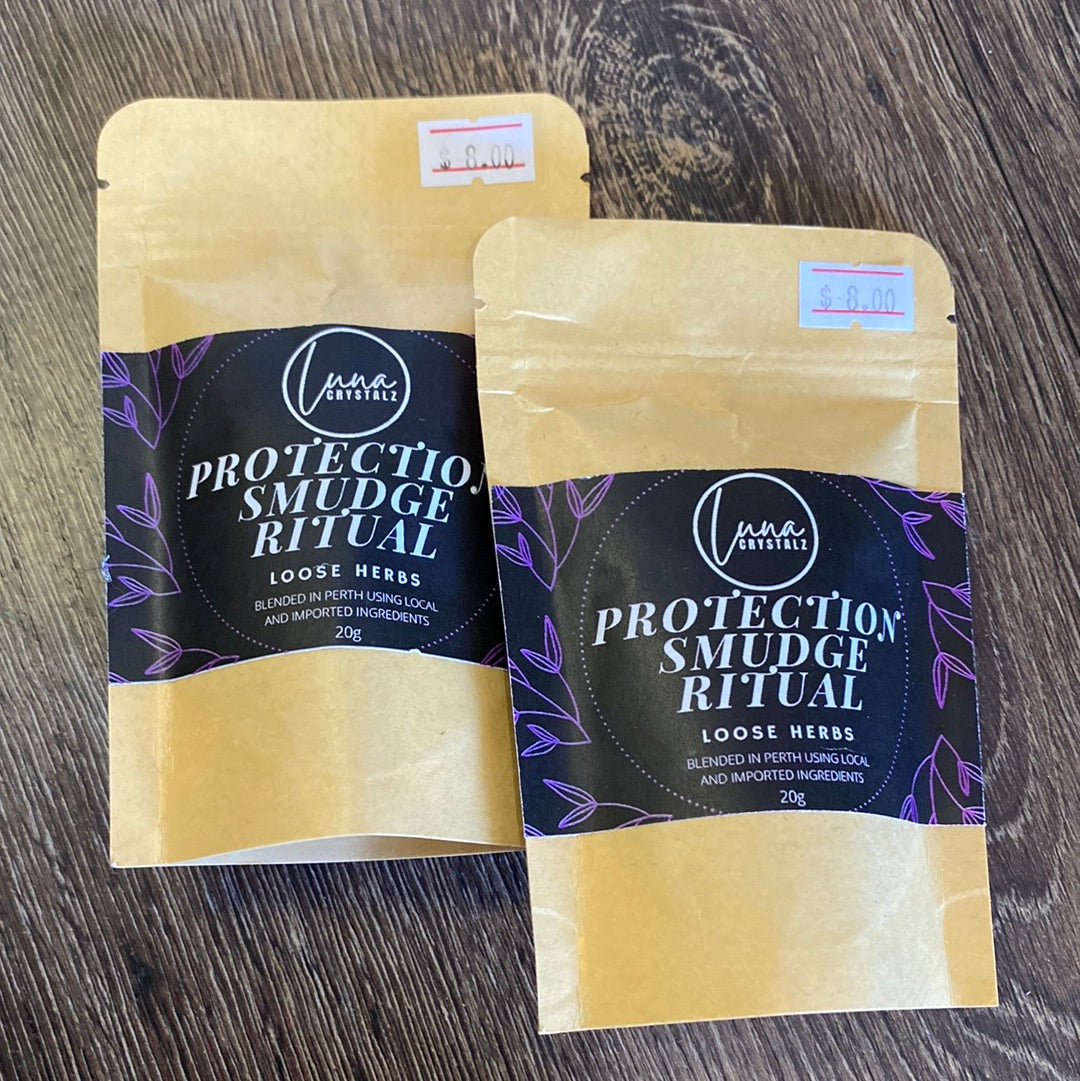 $ 8.00
Luna
CRYSTALZ
PROTECTION
SMUDGE
RITUAL
LOOSE HERBS
BLENDED IN PERTH USING LOCAL
AND IMPORTED INGREDIENTS
20g
$ 8.00
Luna
CRYSTALZ
PROTECTION
SMUDGE
RITUAL
LOOSE HERBS
BLENDED IN PERTH USING LOCAL
AND IMPORTED INGREDIENTS
20g